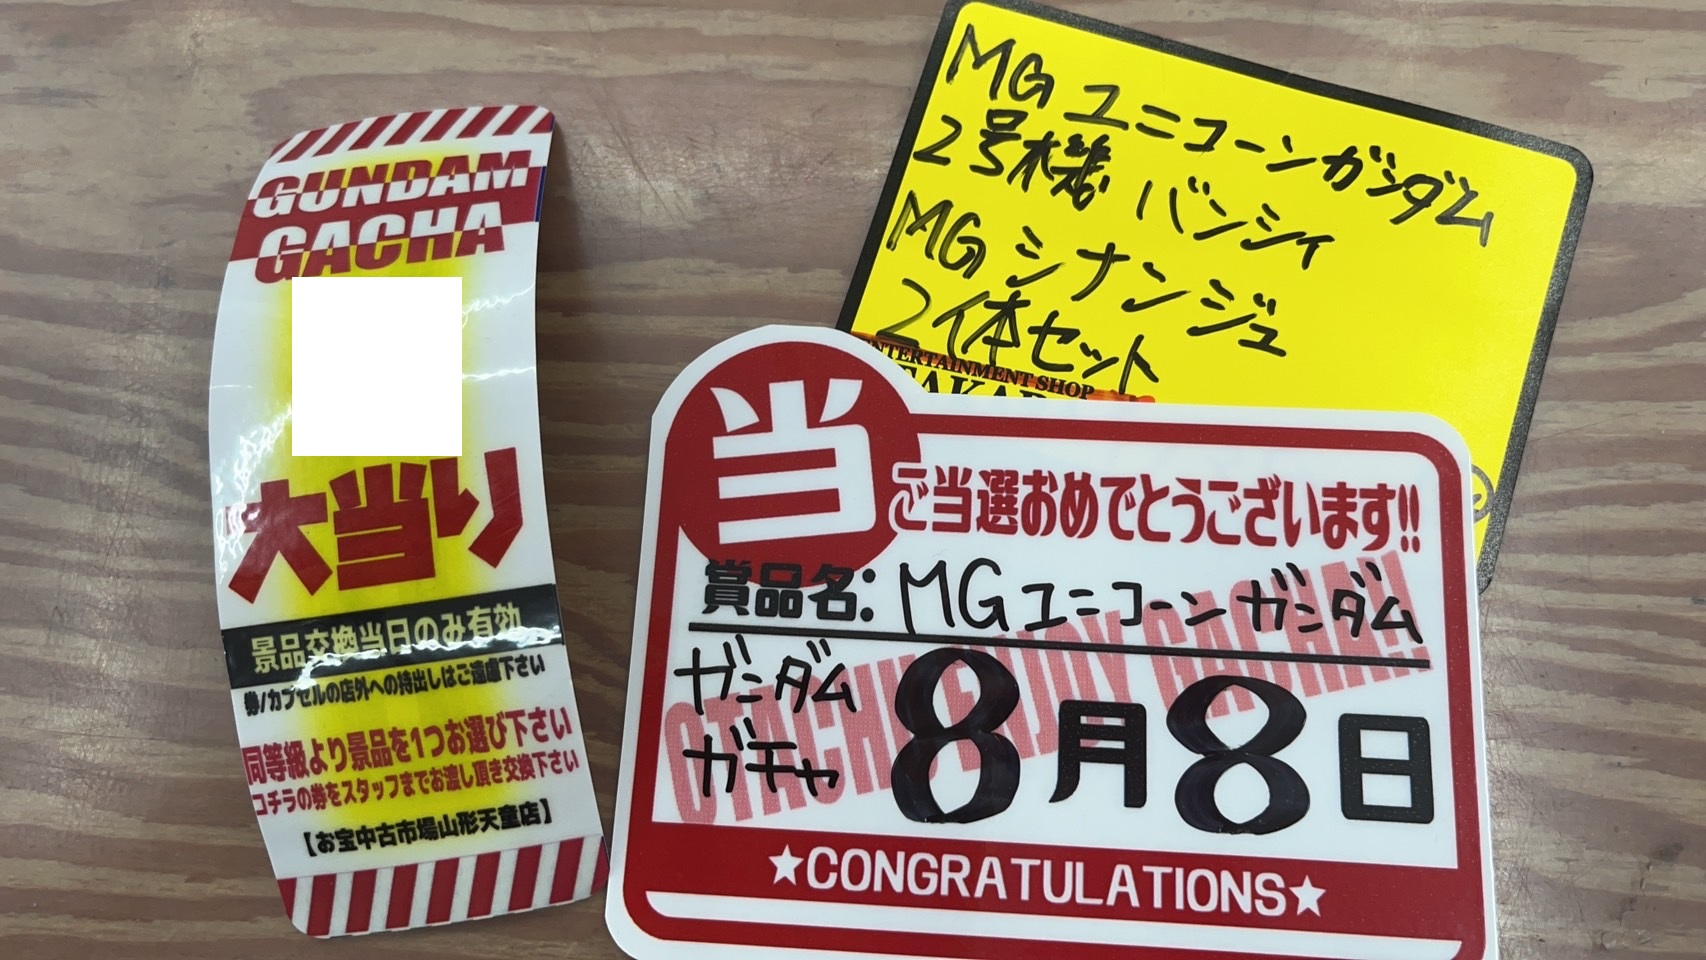 GUNDAM
GACHA
大当り
景品交換当日のみ有効
券/カプセルの店外への持出しはご遠慮下さい
同等級より景品を1つお選び下さい
コチラの券をスタッフまでお渡し頂き交換下さい
【お宝中古市場山形天童店】
MGユニコーンガンダム
2号機 バンシィ
MG シナンジュ
2体セット
ENTERTAINMENT SHOP
当
ご当選おめでとうございます!!
賞品名:MGユニコーンガンダム
ガンダム
ガチャ
8月8日
★CONGRATULATIONS★